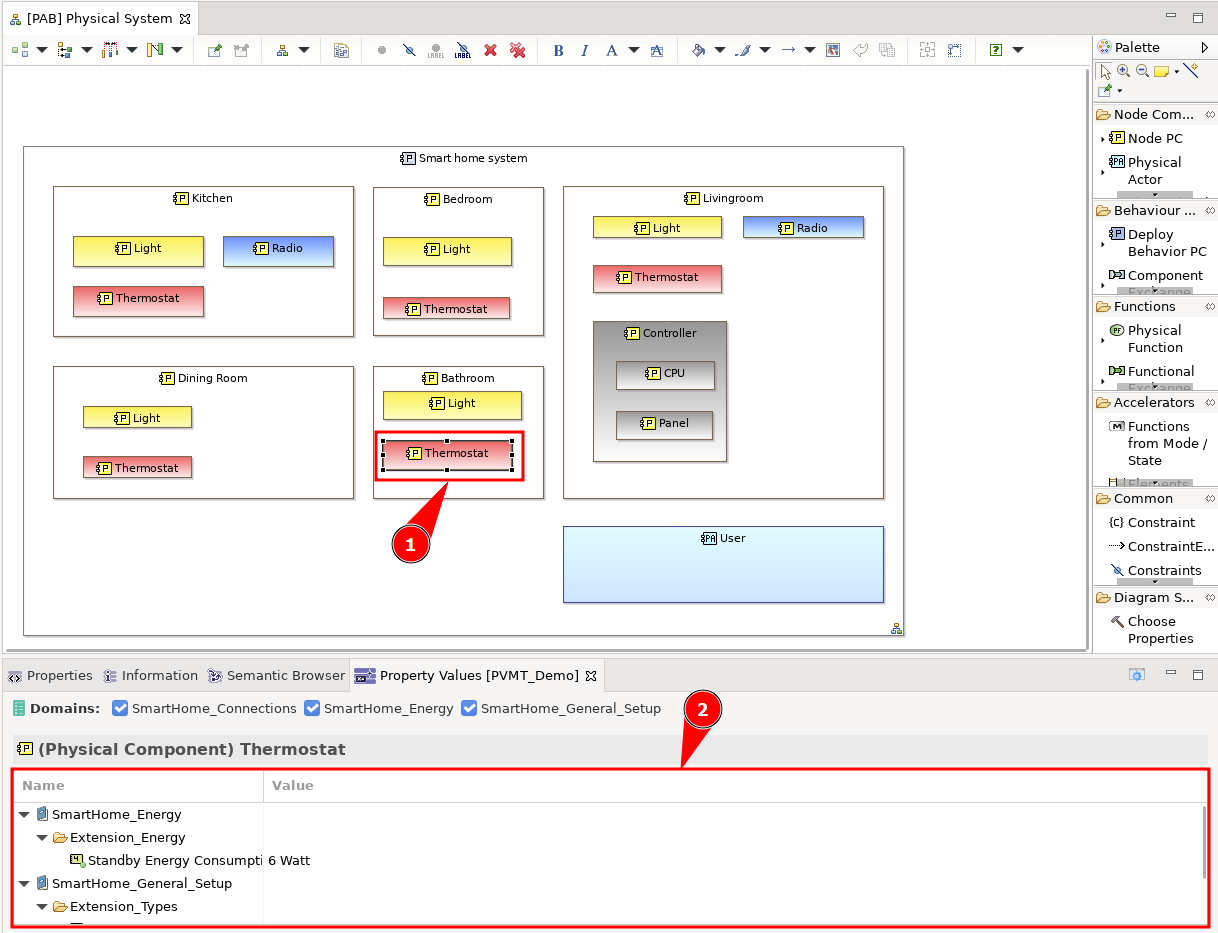 [PAB] Physical System
LABEL
LABEL
B I A A
?
Palette
Node Com...
Node PC
Physical
Actor
Behaviour ...
Deploy
Behavior PC
Component
Exchange
Functions
Physical
Function
Functional
Exchange
Accelerators
Functions
from Mode /
State
Elements
Common
Constraint
ConstraintE...
Constraints
Diagram S...
Choose
Properties
Smart home system
Kitchen
Light
Radio
Thermostat
Bedroom
Light
Thermostat
Livingroom
Light
Radio
Thermostat
Controller
CPU
Panel
Dining Room
Light
Thermostat
Bathroom
Light
Thermostat
1
User
Properties
Information
Semantic Browser
Property Values [PVMT_Demo]
Domains: SmartHome_Connections SmartHome_Energy SmartHome_General_Setup
2
(Physical Component) Thermostat
Name Value
SmartHome_Energy
Extension_Energy
Standby Energy Consumpti 6 Watt
SmartHome_General_Setup
Extension_Types